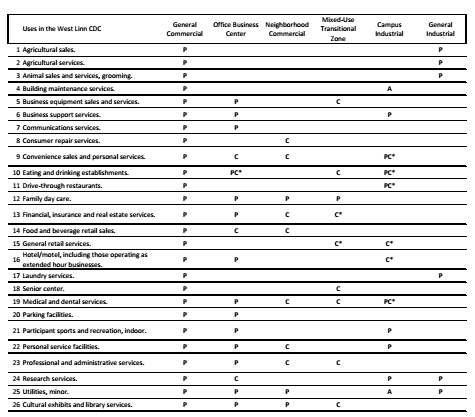 Uses in the West Linn CDC General Commercial Office Business Center Neighborhood Commercial Mixed-Use Transitional Zone Campus Industrial General Industrial
1 Agricultural sales. P P
2 Agricultural services. P P
3 Animal sales and services, grooming. P P
4 Building maintenance services. P A
5 Business equipment sales and services. P P C
6 Business support services. P P P
7 Communications services. P P
8 Consumer repair services. P C
9 Convenience sales and personal services. P C C PC*
10 Eating and drinking establishments. P PC* C PC*
11 Drive-through restaurants. P PC*
12 Family day care. P P P P
13 Financial, insurance and real estate services. P P C C*
14 Food and beverage retail sales. P C C
15 General retail services. P C* C*
16 Hotel/motel, including those operating as extended hour businesses. P P C*
17 Laundry services. P P
18 Senior center. P C
19 Medical and dental services. P P C C PC*
20 Parking facilities. P P
21 Participant sports and recreation, indoor. P P P
22 Personal service facilities. P P C P
23 Professional and administrative services. P P C C
24 Research services. P C P P
25 Utilities, minor. P P P A P
26 Cultural exhibits and library services. P P P C